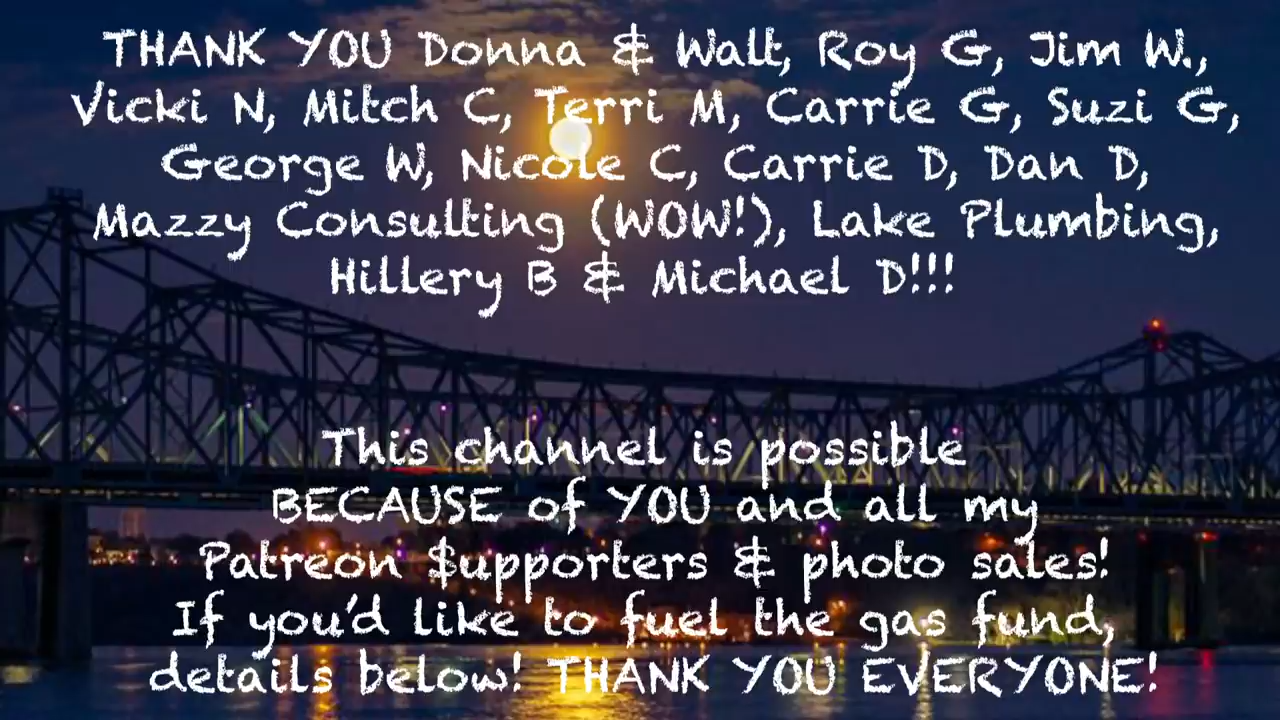 THANK YOU Donna & Walt, Roy G, Jim W.,
Vicki N, Mitch C, Terri M, Carrie G, Suzi G,
George W, Nicole C, Carrie D, Dan D,
Mazzy Consulting (WOW!), Lake Plumbing,
Hillery B & Michael D!!!
This channel is possible
BECAUSE of YOU and all my
Patreon $upporters & photo sales!
If you'd like to fuel the gas fund,
details below! THANK YOU EVERYONE!